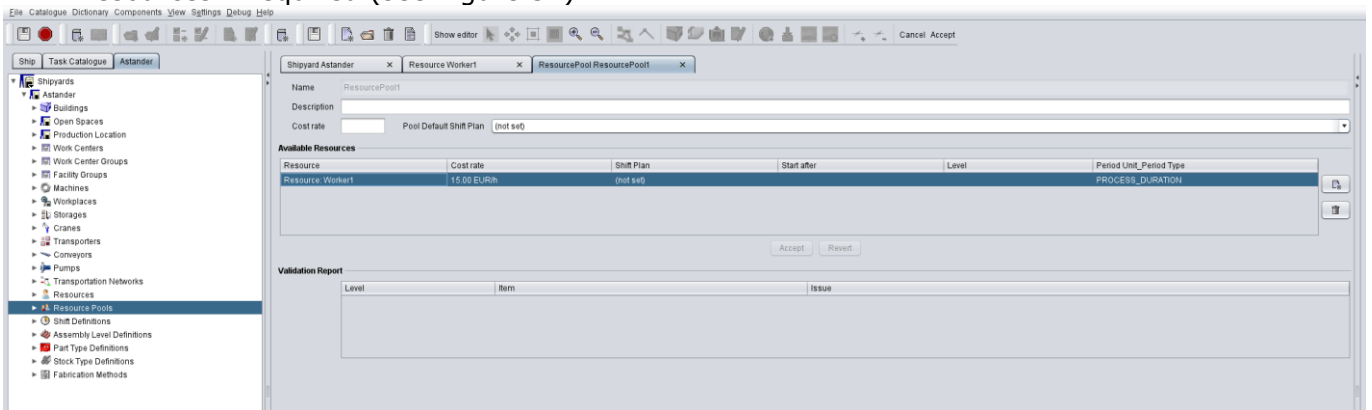 File Catalogue Dictionary Components View Settings Debug Help
Show editor Cancel Accept
Ship Task Catalogue Astander
Shipyards
Astander
Buildings
Open Spaces
Production Location
Work Centers
Work Center Groups
Facility Groups
Machines
Workplaces
Storages
Cranes
Transporters
Conveyors
Pumps
Transportation Networks
Resources
Resource Pools
Shift Definitions
Assembly Level Definitions
Part Type Definitions
Stock Type Definitions
Fabrication Methods
Shipyard Astander x Resource Worker1 x ResourcePool ResourcePool1 x
Name ResourcePool1
Description
Cost rate Pool Default Shift Plan (not set)
Available Resources
Resource Cost rate Shift Plan Start after Level Period Unit_Period Type
Resource: Worker1 15.00 EUR/h (not set) PROCESS_DURATION
Accept Revert
Validation Report
Level Item Issue